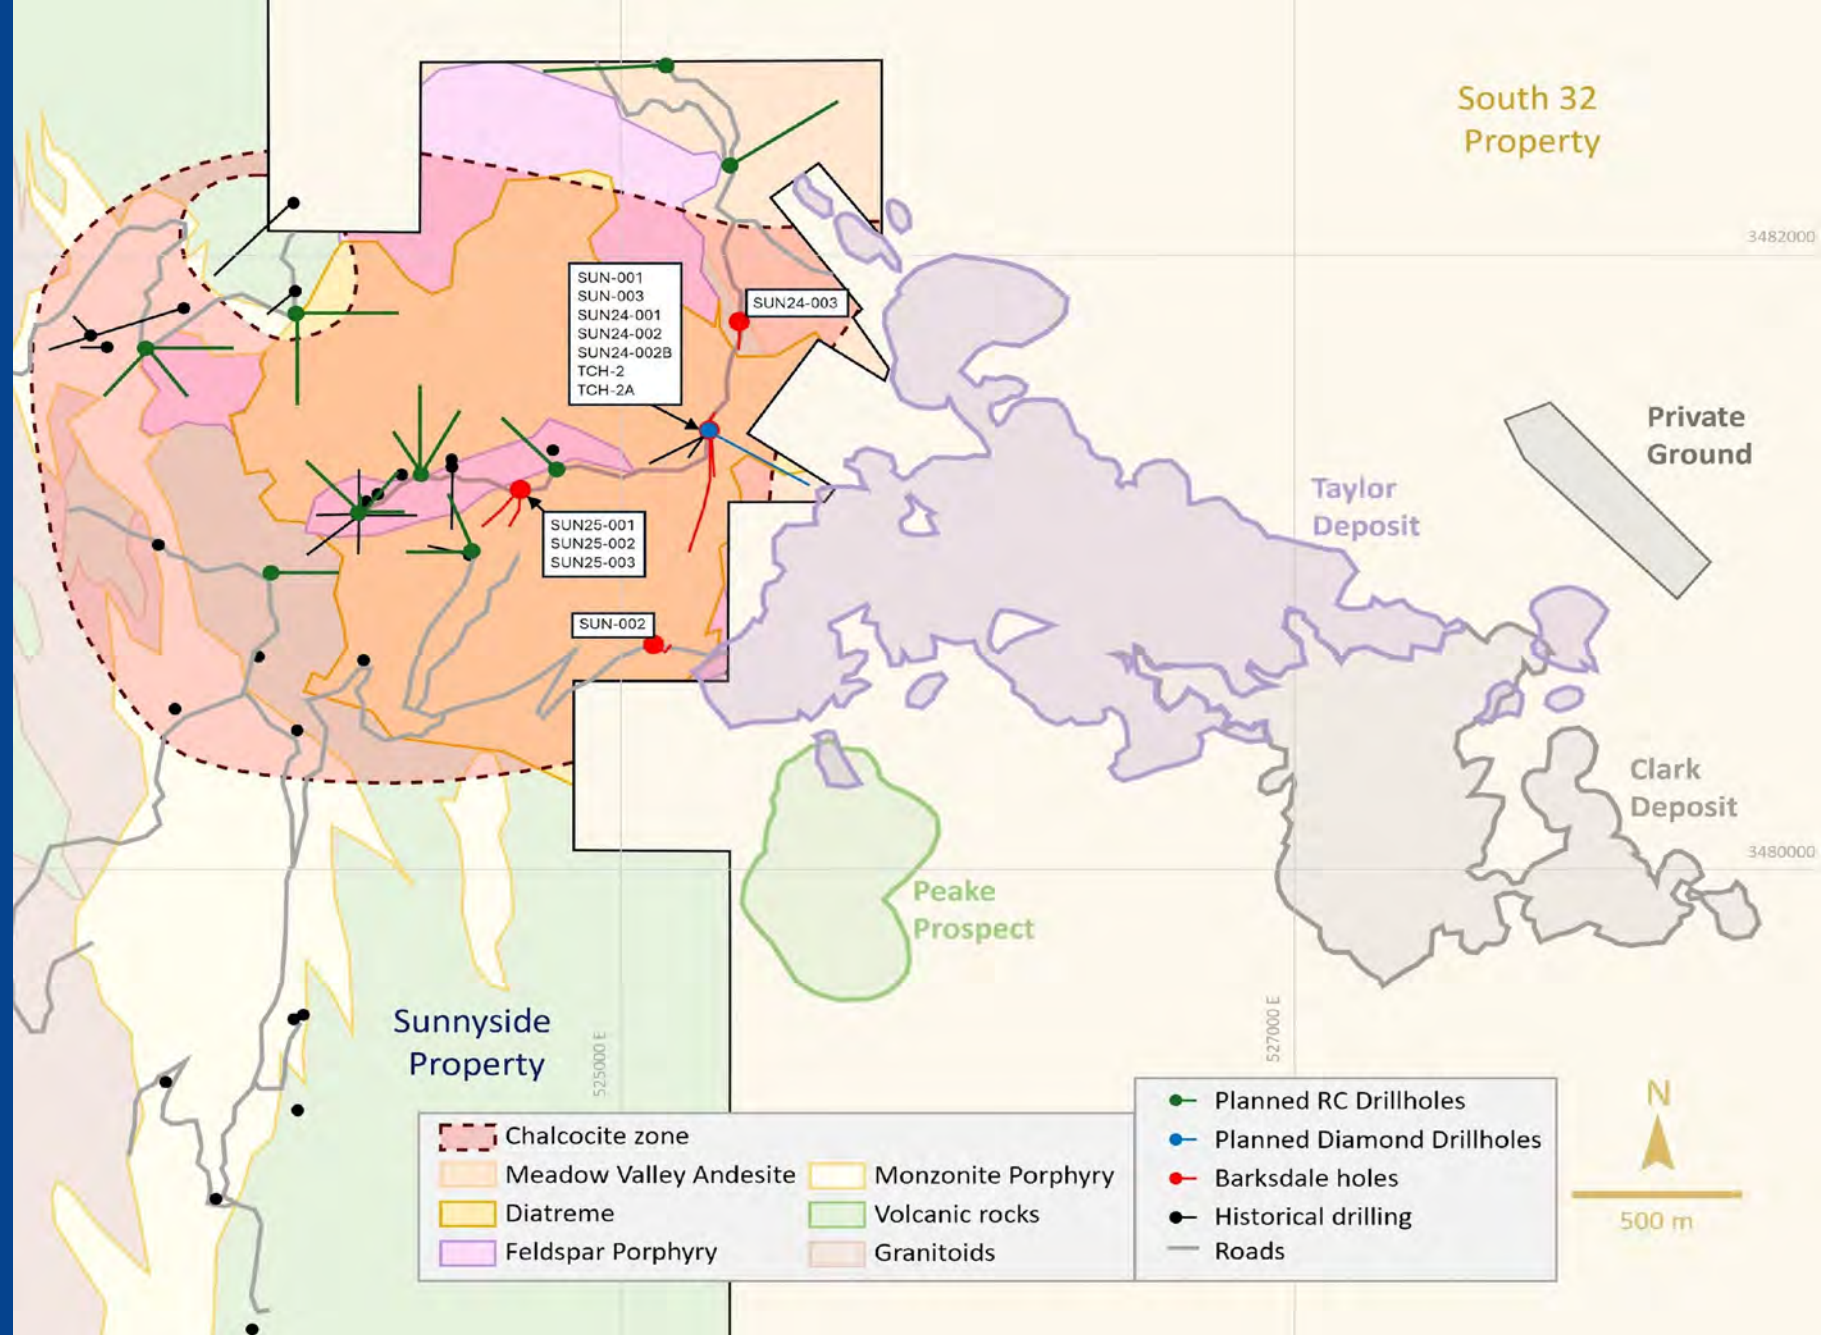 South 32
Property
3482000
SUN-001
SUN-003
SUN24-001
SUN24-002
SUN24-002B
TCH-2
TCH-2A
SUN24-003
Private
Ground
Taylor
Deposit
SUN25-001
SUN25-002
SUN25-003
SUN-002
Clark
Deposit
3480000
Peake
Prospect
Sunnyside
Property
525000 E
527000 E
Chalcocite zone
Meadow Valley Andesite
Diatreme
Feldspar Porphyry
Monzonite Porphyry
Volcanic rocks
Granitoids
Planned RC Drillholes
Planned Diamond Drillholes
Barksdale holes
Historical drilling
Roads
N
500 m